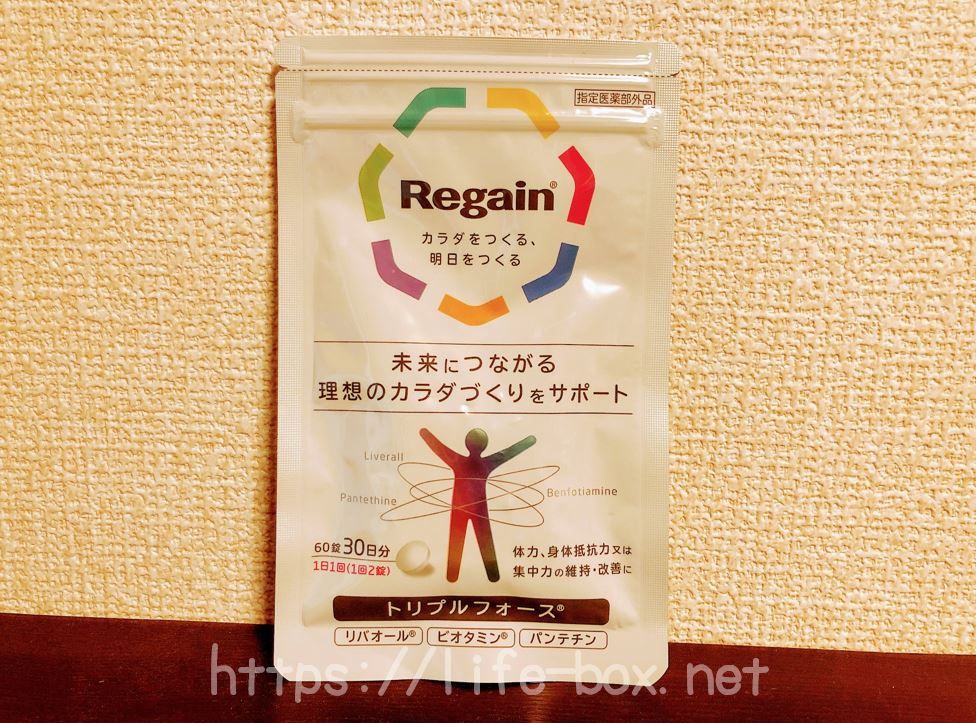 指定医薬部外品
Regain®
カラダをつくる、
明日をつくる
未来につながる
理想のカラダづくりをサポート
Liverall
Pantethine
Benfotiamine
60錠30日分
1日1回(1回2錠)
体力、身体抵抗力又は
集中力の維持・改善に
トリプルフォース®
リバオール® ビオタミン® パンテチン
https://life-box.net